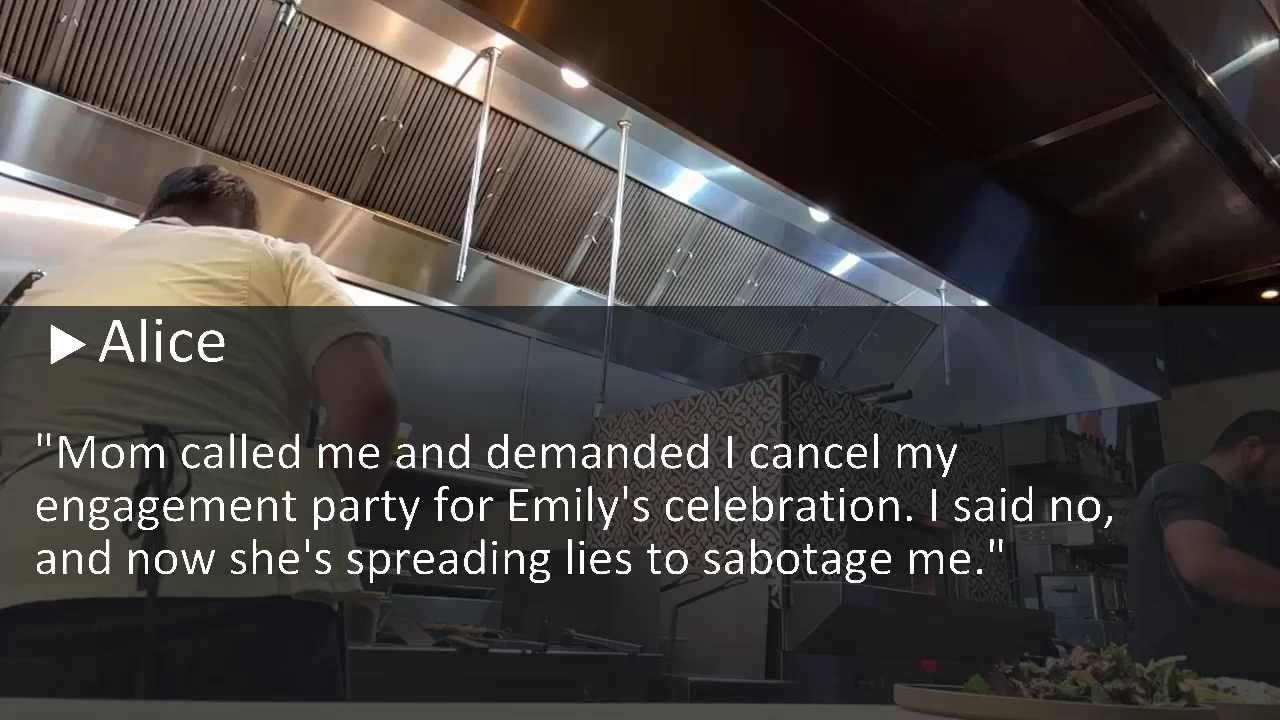 ▶ Alice
"Mom called me and demanded I cancel my
engagement party for Emily's celebration. I said no,
and now she's spreading lies to sabotage me."